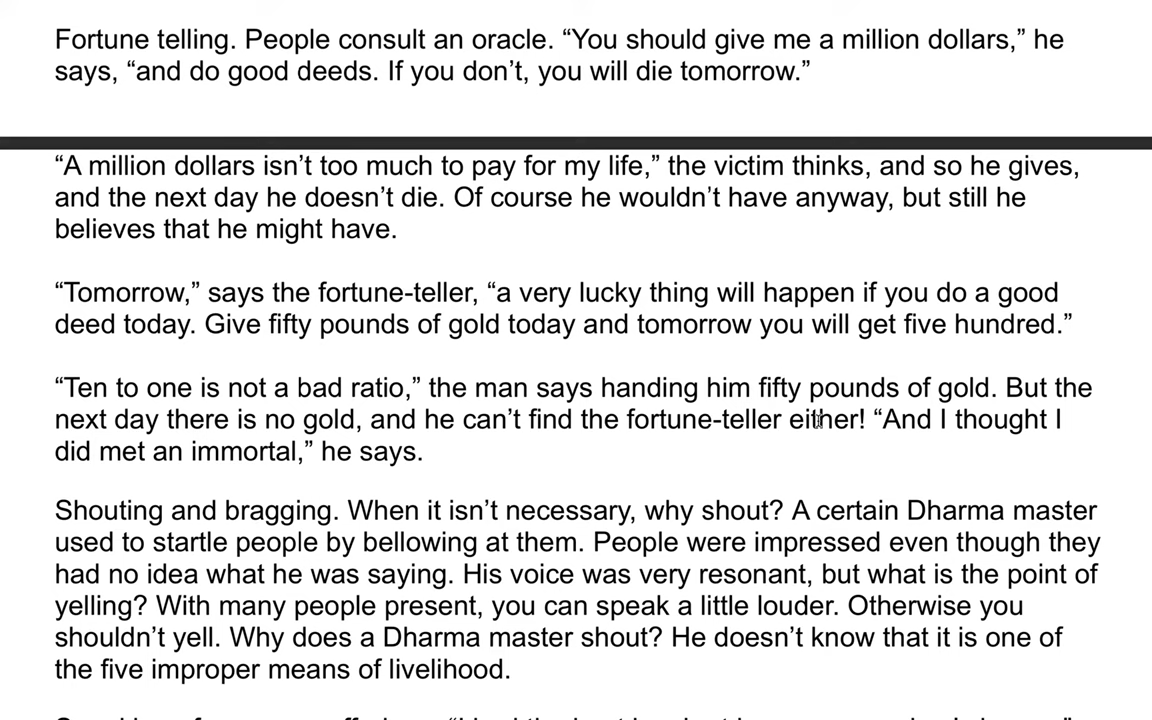 Fortune telling. People consult an oracle. “You should give me a million dollars,” he
says, “and do good deeds. If you don’t, you will die tomorrow.”
“A million dollars isn’t too much to pay for my life,” the victim thinks, and so he gives,
and the next day he doesn’t die. Of course he wouldn’t have anyway, but still he
believes that he might have.
“Tomorrow,” says the fortune-teller, “a very lucky thing will happen if you do a good
deed today. Give fifty pounds of gold today and tomorrow you will get five hundred.”
“Ten to one is not a bad ratio,” the man says handing him fifty pounds of gold. But the
next day there is no gold, and he can’t find the fortune-teller either! “And I thought I
did met an immortal,” he says.
Shouting and bragging. When it isn’t necessary, why shout? A certain Dharma master
used to startle people by bellowing at them. People were impressed even though they
had no idea what he was saying. His voice was very resonant, but what is the point of
yelling? With many people present, you can speak a little louder. Otherwise you
shouldn’t yell. Why does a Dharma master shout? He doesn’t know that it is one of
the five improper means of livelihood.